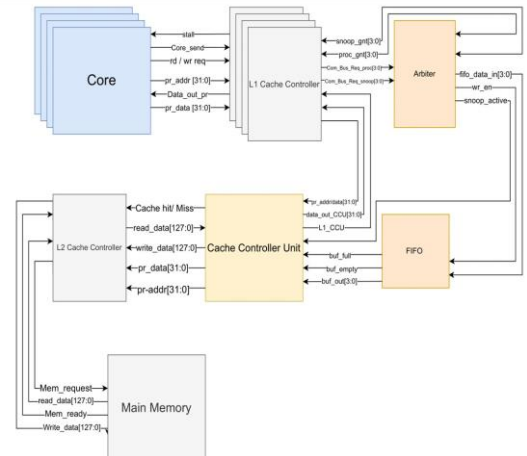 stall
Core_send
rd / wr req
pr_addr [31:0]
Data_out_pr
pr_data [31:0]
Core
L1 Cache Controller
snoop_gnt[3:0]
proc_gnt[3:0]
Com_Bus_Req_proc[3:0]
Com_Bus_Req_snoop[3:0]
Arbiter
fifo_data_in[3:0]
wr_en
snoop_active
L2 Cache Controller
Cache hit/ Miss
read_data[127:0]
write_data[127:0]
pr_data[31:0]
pr-addr[31:0]
Cache Controller Unit
pr_addrdata[31:0]
data_out_CCU[31:0]
L1_CCU
buf_full
buf_empty
buf_out[3:0]
FIFO
Mem_request
read_data[127:0]
Mem_ready
Write_data[127:0]
Main Memory